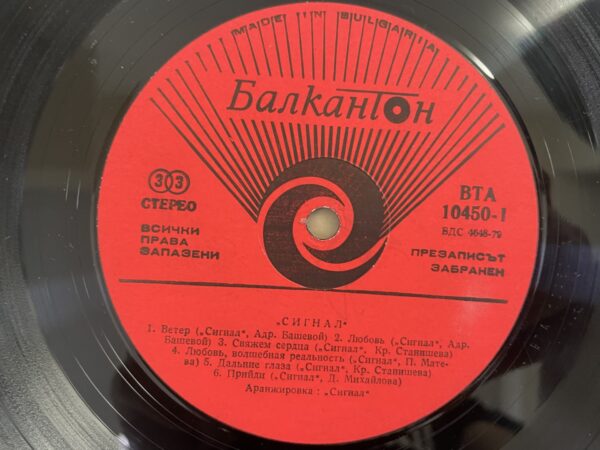 MADE IN BULGARIA
Балкантон
33
СТЕРЕО
ВСИЧКИ
ПРАВА
ЗАПАЗЕНИ
ВТА
10450-I
БДС 4648-79
ПРЕЗАПИСЪТ
ЗАБРАНЕН
„СИГНАЛ“
1. Ветер („Сигнал“, Адр. Башевой) 2. Любовь („Сигнал“, Адр.
Башевой) 3. Свяжем сердца („Сигнал“, Кр. Станишева)
4. Любовь, волшебная реальность („Сигнал“, П. Мате-
ва) 5. Дальние глаза („Сигнал“, Кр. Станишева)
6. Прийди („Сигнал“, Д. Михайлова)
Аранжировка : „Сигнал“